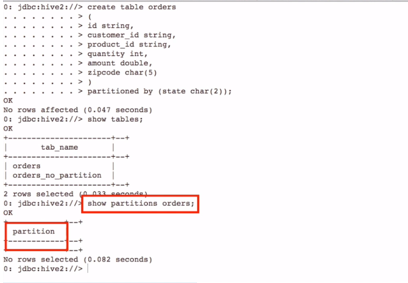 0: jdbc:hive2://> create table orders
. . . . . . . . > (
. . . . . . . . > id string,
. . . . . . . . > customer_id string,
. . . . . . . . > product_id string,
. . . . . . . . > quantity int,
. . . . . . . . > amount double,
. . . . . . . . > zipcode char(5)
. . . . . . . . > )
. . . . . . . . > partitioned by (state char(2));
OK
No rows affected (0.047 seconds)
0: jdbc:hive2://> show tables;
OK
+----------------------+--+
| tab_name |
+----------------------+--+
| orders |
| orders_no_partition |
+----------------------+--+
2 rows selected (0.033 seconds)
0: jdbc:hive2://> show partitions orders;
OK
+------------+--+
| partition |
+------------+--+
+------------+--+
No rows selected (0.082 seconds)
0: jdbc:hive2://>